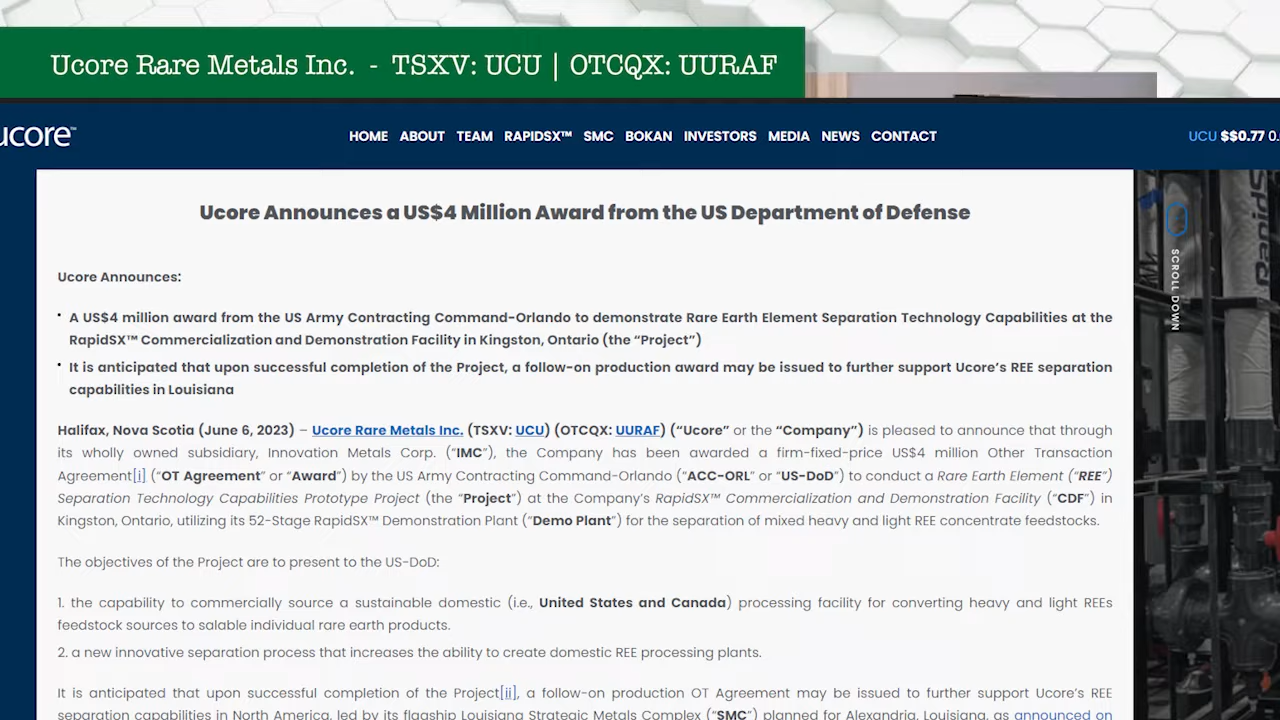 Ucore Rare Metals Inc. - TSXV: UCU | OTCQX: UURAF
ucore™
HOME ABOUT TEAM RAPIDSX™ SMC BOKAN INVESTORS MEDIA NEWS CONTACT
UCU $$0.77 0.
Ucore Announces a US$4 Million Award from the US Department of Defense
Ucore Announces:
• A US$4 million award from the US Army Contracting Command-Orlando to demonstrate Rare Earth Element Separation Technology Capabilities at the
RapidSX™ Commercialization and Demonstration Facility in Kingston, Ontario (the “Project”)
• It is anticipated that upon successful completion of the Project, a follow-on production award may be issued to further support Ucore’s REE separation
capabilities in Louisiana
Halifax, Nova Scotia (June 6, 2023) – Ucore Rare Metals Inc. (TSXV: UCU) (OTCQX: UURAF) (“Ucore” or the “Company”) is pleased to announce that through
its wholly owned subsidiary, Innovation Metals Corp. (“IMC”), the Company has been awarded a firm-fixed-price US$4 million Other Transaction
Agreement[i] (“OT Agreement” or “Award”) by the US Army Contracting Command-Orlando (“ACC-ORL” or “US-DoD”) to conduct a Rare Earth Element (“REE”)
Separation Technology Capabilities Prototype Project (the “Project”) at the Company’s RapidSX™ Commercialization and Demonstration Facility (“CDF”) in
Kingston, Ontario, utilizing its 52-Stage RapidSX™ Demonstration Plant (“Demo Plant”) for the separation of mixed heavy and light REE concentrate feedstocks.
The objectives of the Project are to present to the US-DoD:
1. the capability to commercially source a sustainable domestic (i.e., United States and Canada) processing facility for converting heavy and light REEs
feedstock sources to salable individual rare earth products.
2. a new innovative separation process that increases the ability to create domestic REE processing plants.
It is anticipated that upon successful completion of the Project[ii], a follow-on production OT Agreement may be issued to further support Ucore’s REE
separation capabilities in North America, led by its flagship Louisiana Strategic Metals Complex (“SMC”) planned for Alexandria, Louisiana, as announced on
SCROLL DOWN
RapidS